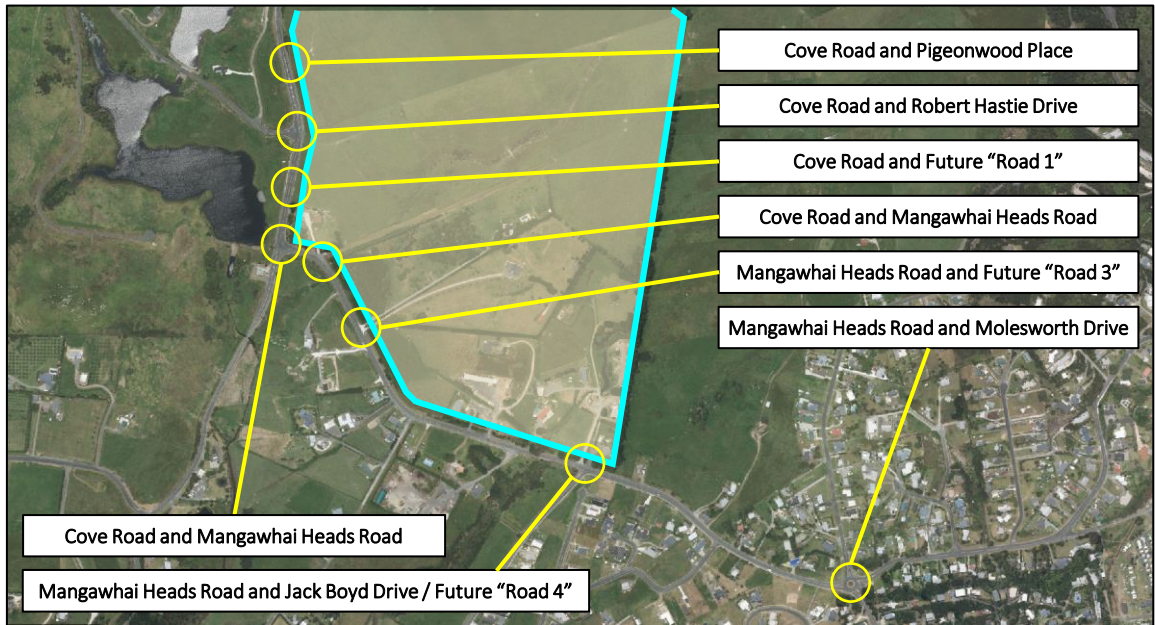 Cove Road and Pigeonwood Place
Cove Road and Robert Hastie Drive
Cove Road and Future “Road 1”
Cove Road and Mangawhai Heads Road
Mangawhai Heads Road and Future “Road 3”
Mangawhai Heads Road and Molesworth Drive
Cove Road and Mangawhai Heads Road
Mangawhai Heads Road and Jack Boyd Drive / Future “Road 4”